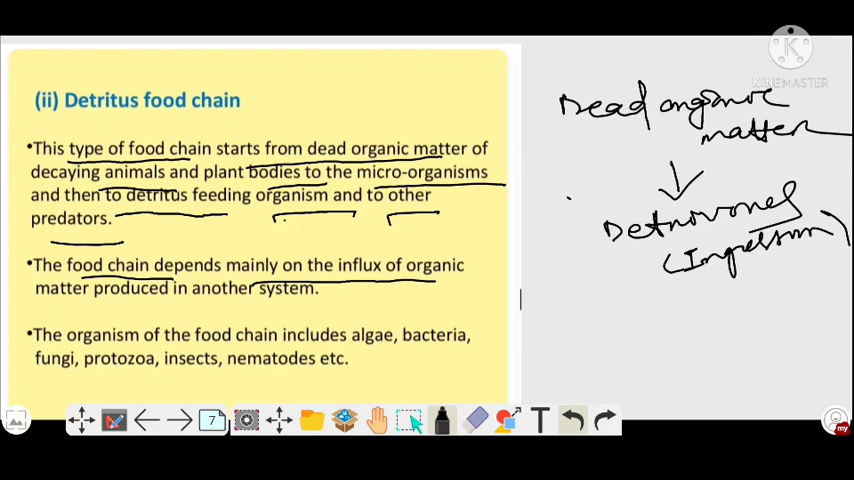 (ii) Detritus food chain
•This type of food chain starts from dead organic matter of
decaying animals and plant bodies to the micro-organisms
and then to detritus feeding organism and to other
predators.
•The food chain depends mainly on the influx of organic
matter produced in another system.
•The organism of the food chain includes algae, bacteria,
fungi, protozoa, insects, nematodes etc.
K
KINEMASTER
Dead organic
matter
Detrivores
(Ingestion)
7
T
my